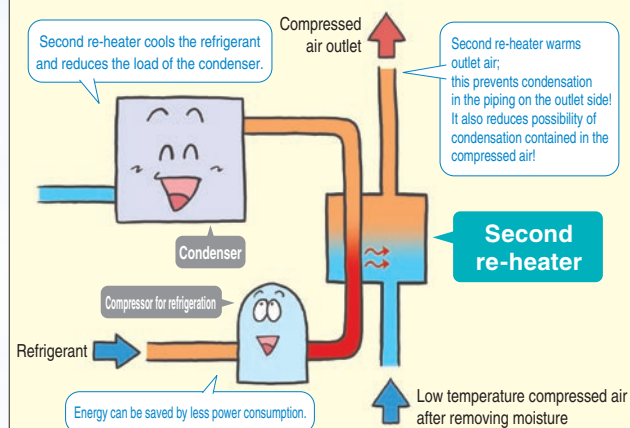 Second re-heater cools the refrigerant
and reduces the load of the condenser.
Compressed
air outlet
Second re-heater warms
outlet air;
this prevents condensation
in the piping on the outlet side!
It also reduces possibility of
condensation contained in the
compressed air!
Condenser
Second
re-heater
Compressor for refrigeration
Refrigerant
Energy can be saved by less power consumption.
Low temperature compressed air
after removing moisture